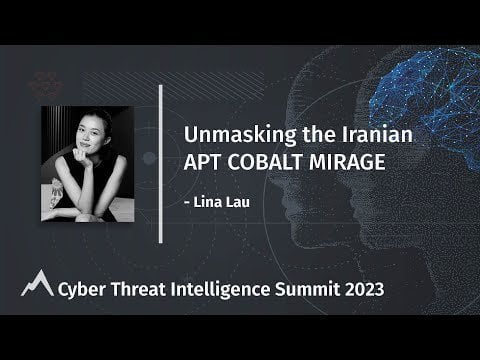 Unmasking the Iranian
APT COBALT MIRAGE
- Lina Lau
Cyber Threat Intelligence Summit 2023